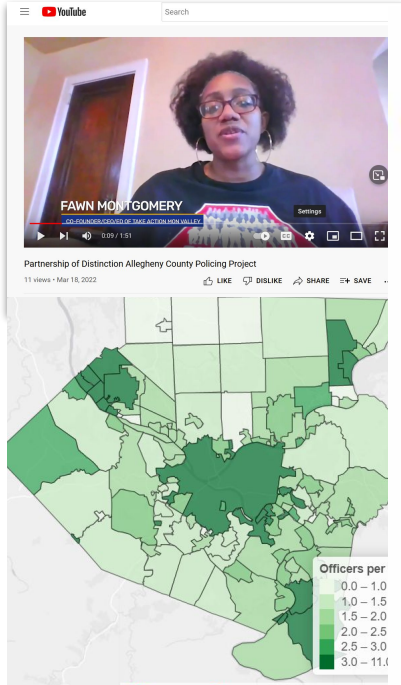 YouTube
Search
FAWN MONTGOMERY
CO-FOUNDER/CEO/ED OF TAKE ACTION MON VALLEY
Settings
0:09 / 1:51
CC
Partnership of Distinction Allegheny County Policing Project
11 views • Mar 18, 2022
LIKE DISLIKE SHARE SAVE ..
Officers per
0.0 – 1.0
1.0 – 1.5
1.5 – 2.0
2.0 – 2.5
2.5 – 3.0
3.0 – 11.0